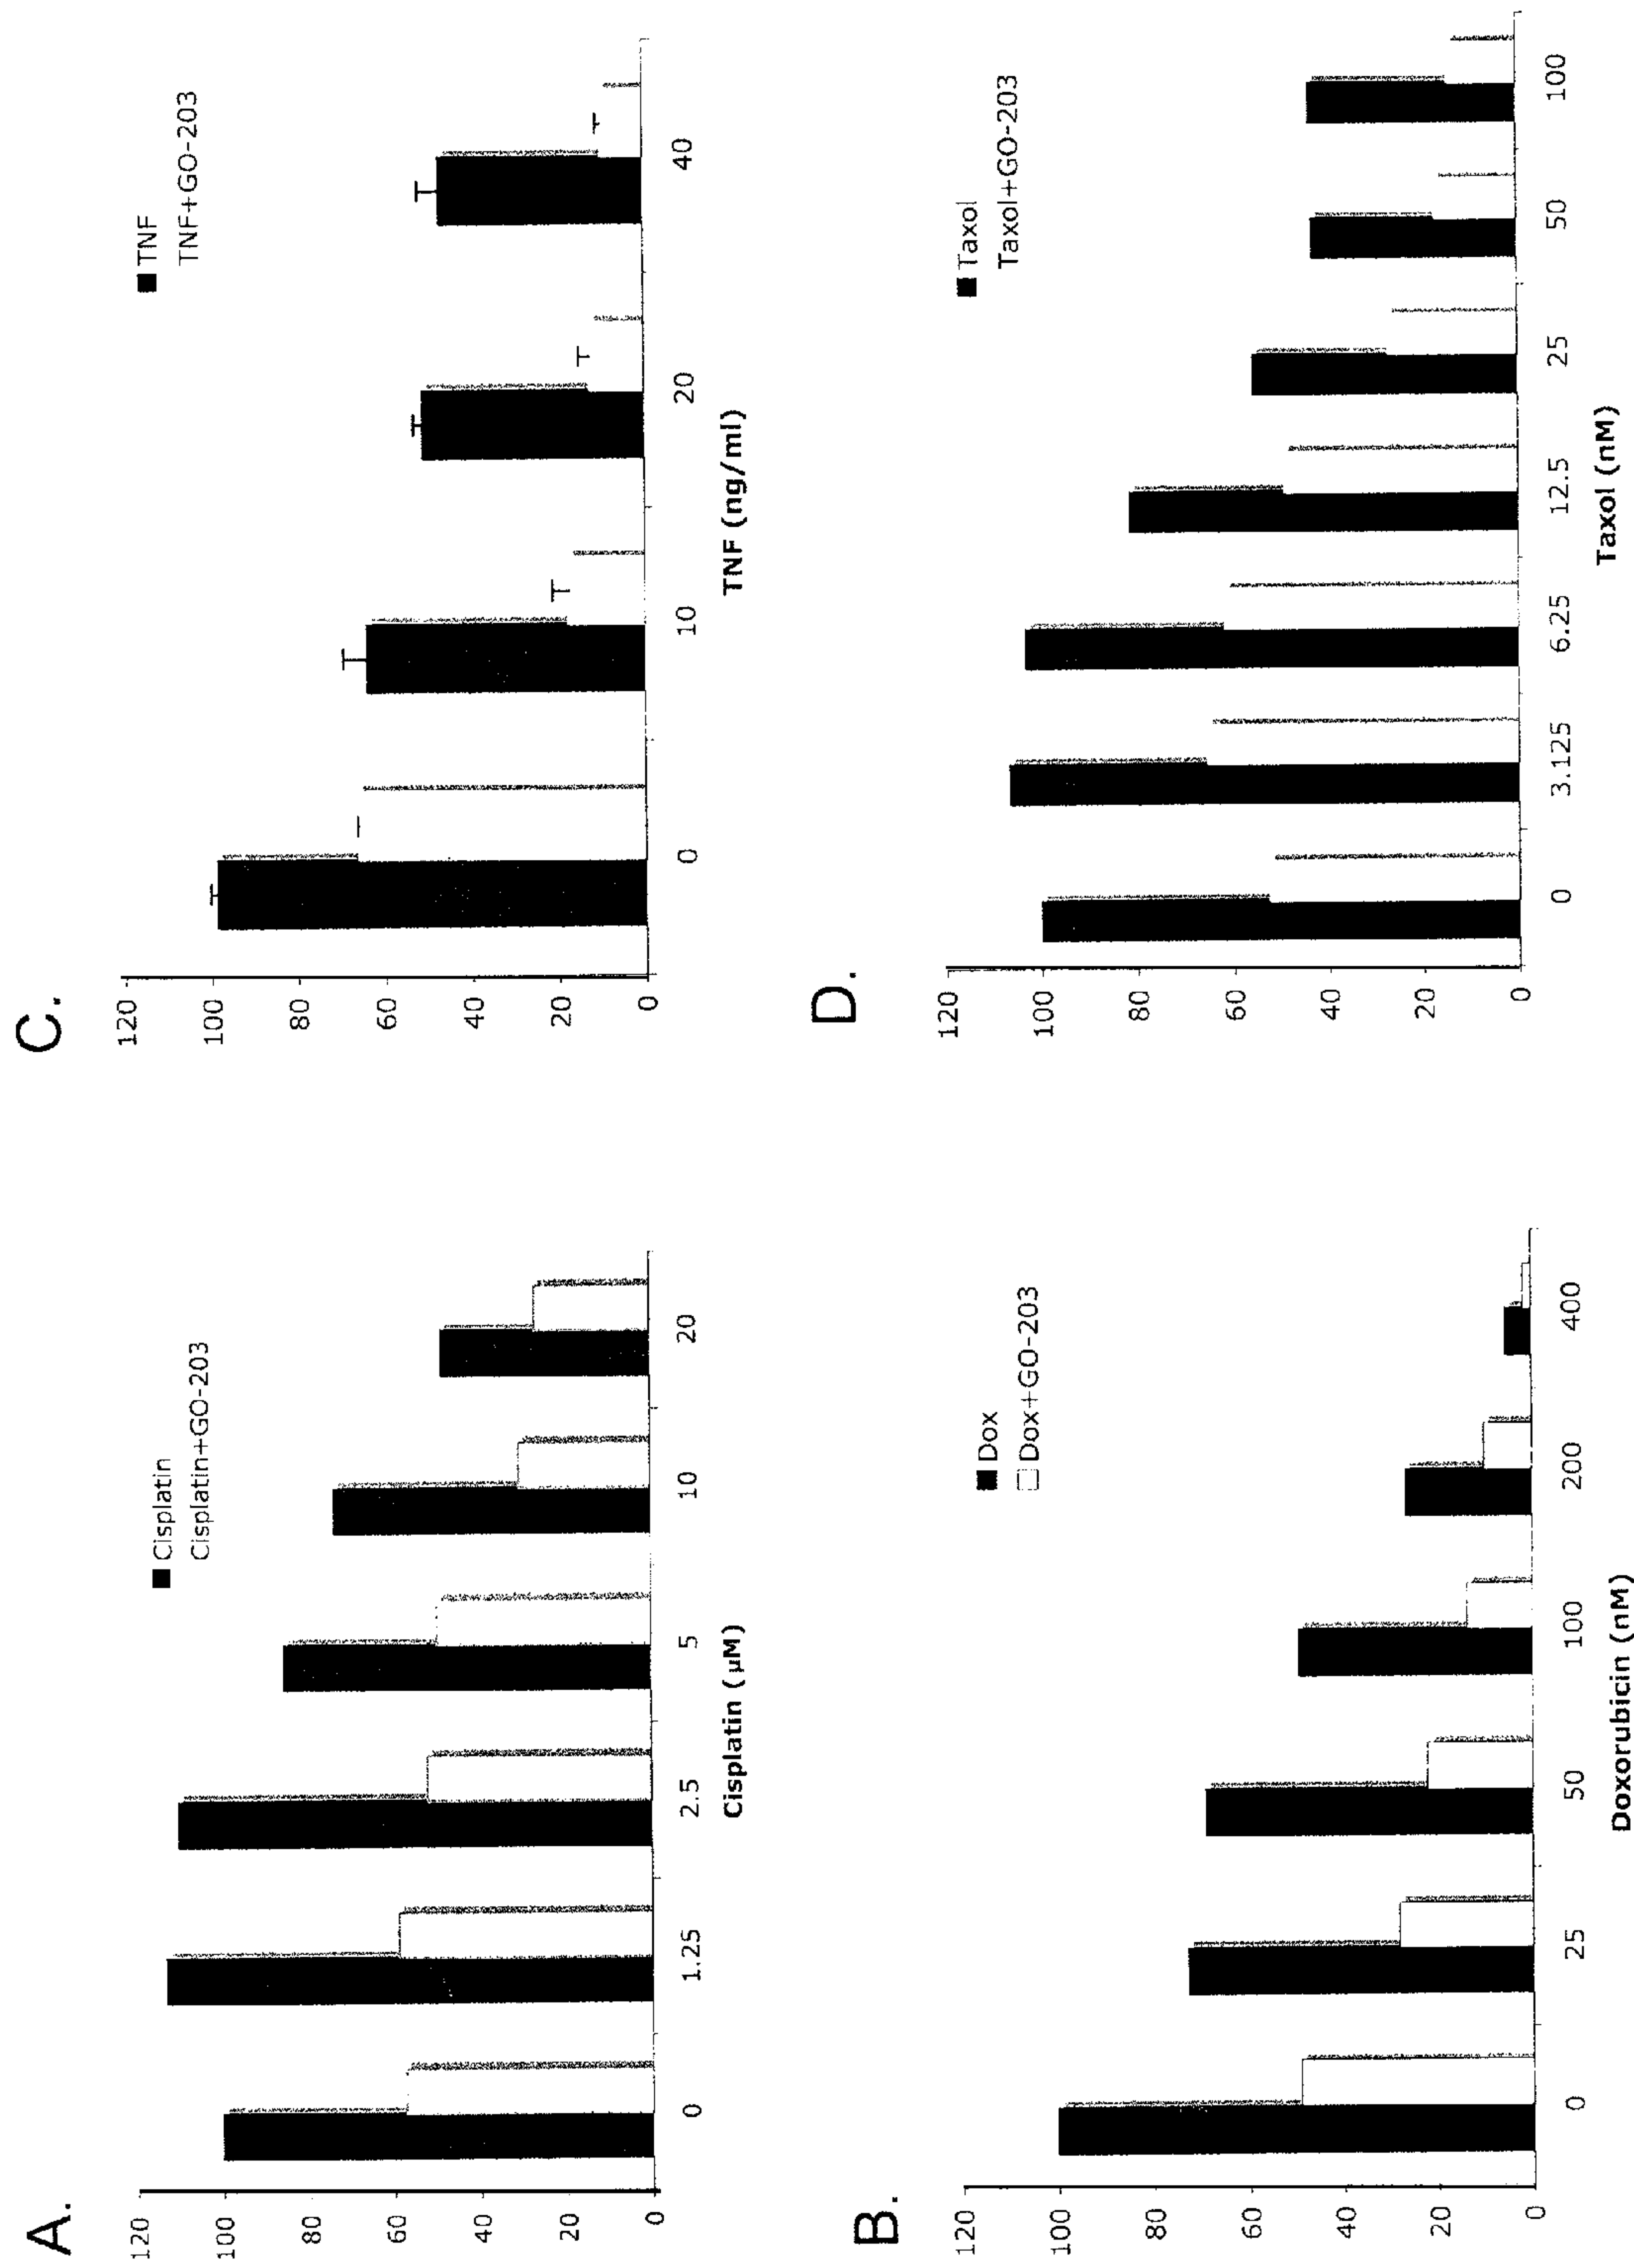 A.
120
100
80
60
40
20
0
■ Cisplatin
Cisplatin+GO-203
0 1.25 2.5 5 10 20
Cisplatin (μM)
B.
120
100
80
60
40
20
0
■ Dox
□ Dox+GO-203
0 25 50 100 200 400
Doxorubicin (nM)
C.
120
100
80
60
40
20
0
■ TNF
TNF+GO-203
0 10 20 40
TNF (ng/ml)
D.
120
100
80
60
40
20
0
■ Taxol
Taxol+GO-203
0 3.125 6.25 12.5 25 50 100
Taxol (nM)